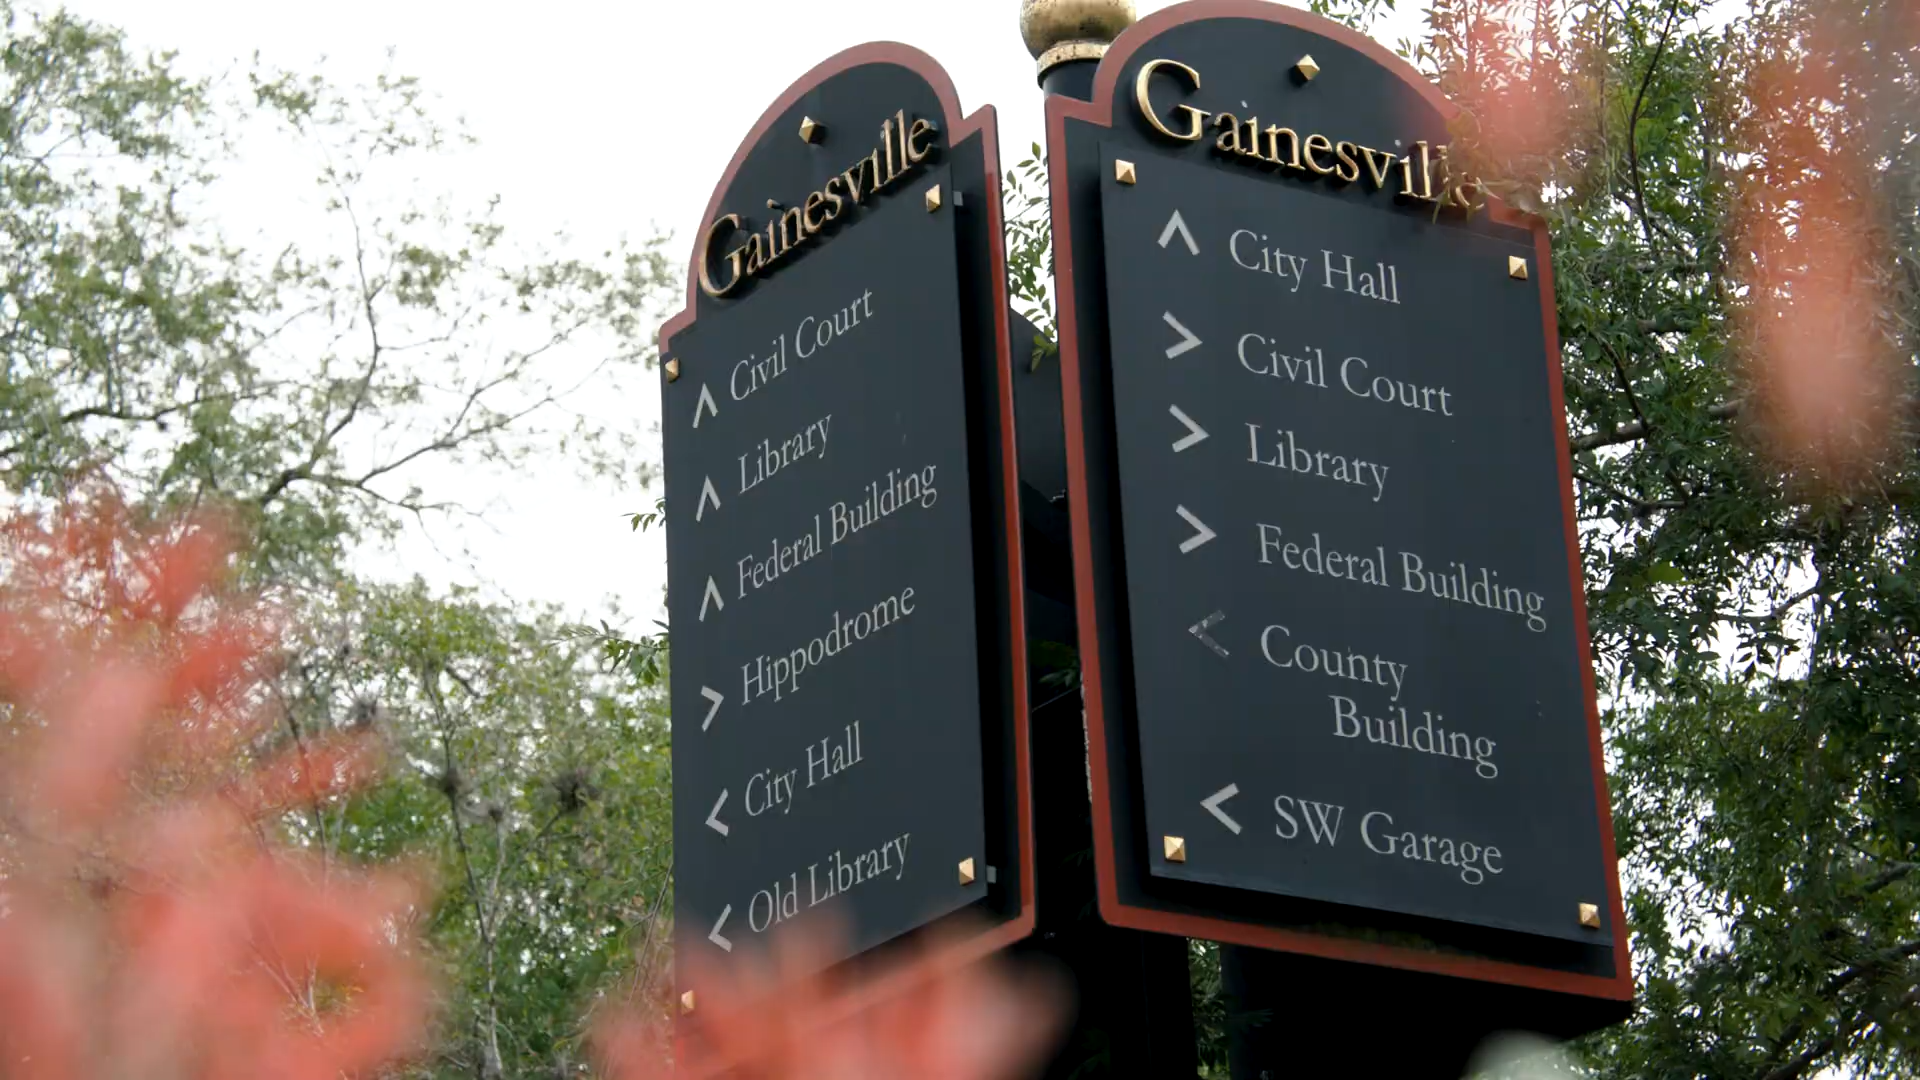 Gainesville
Civil Court
Library
Federal Building
Hippodrome
City Hall
Old Library
Gainesville
City Hall
Civil Court
Library
Federal Building
County
Building
SW Garage